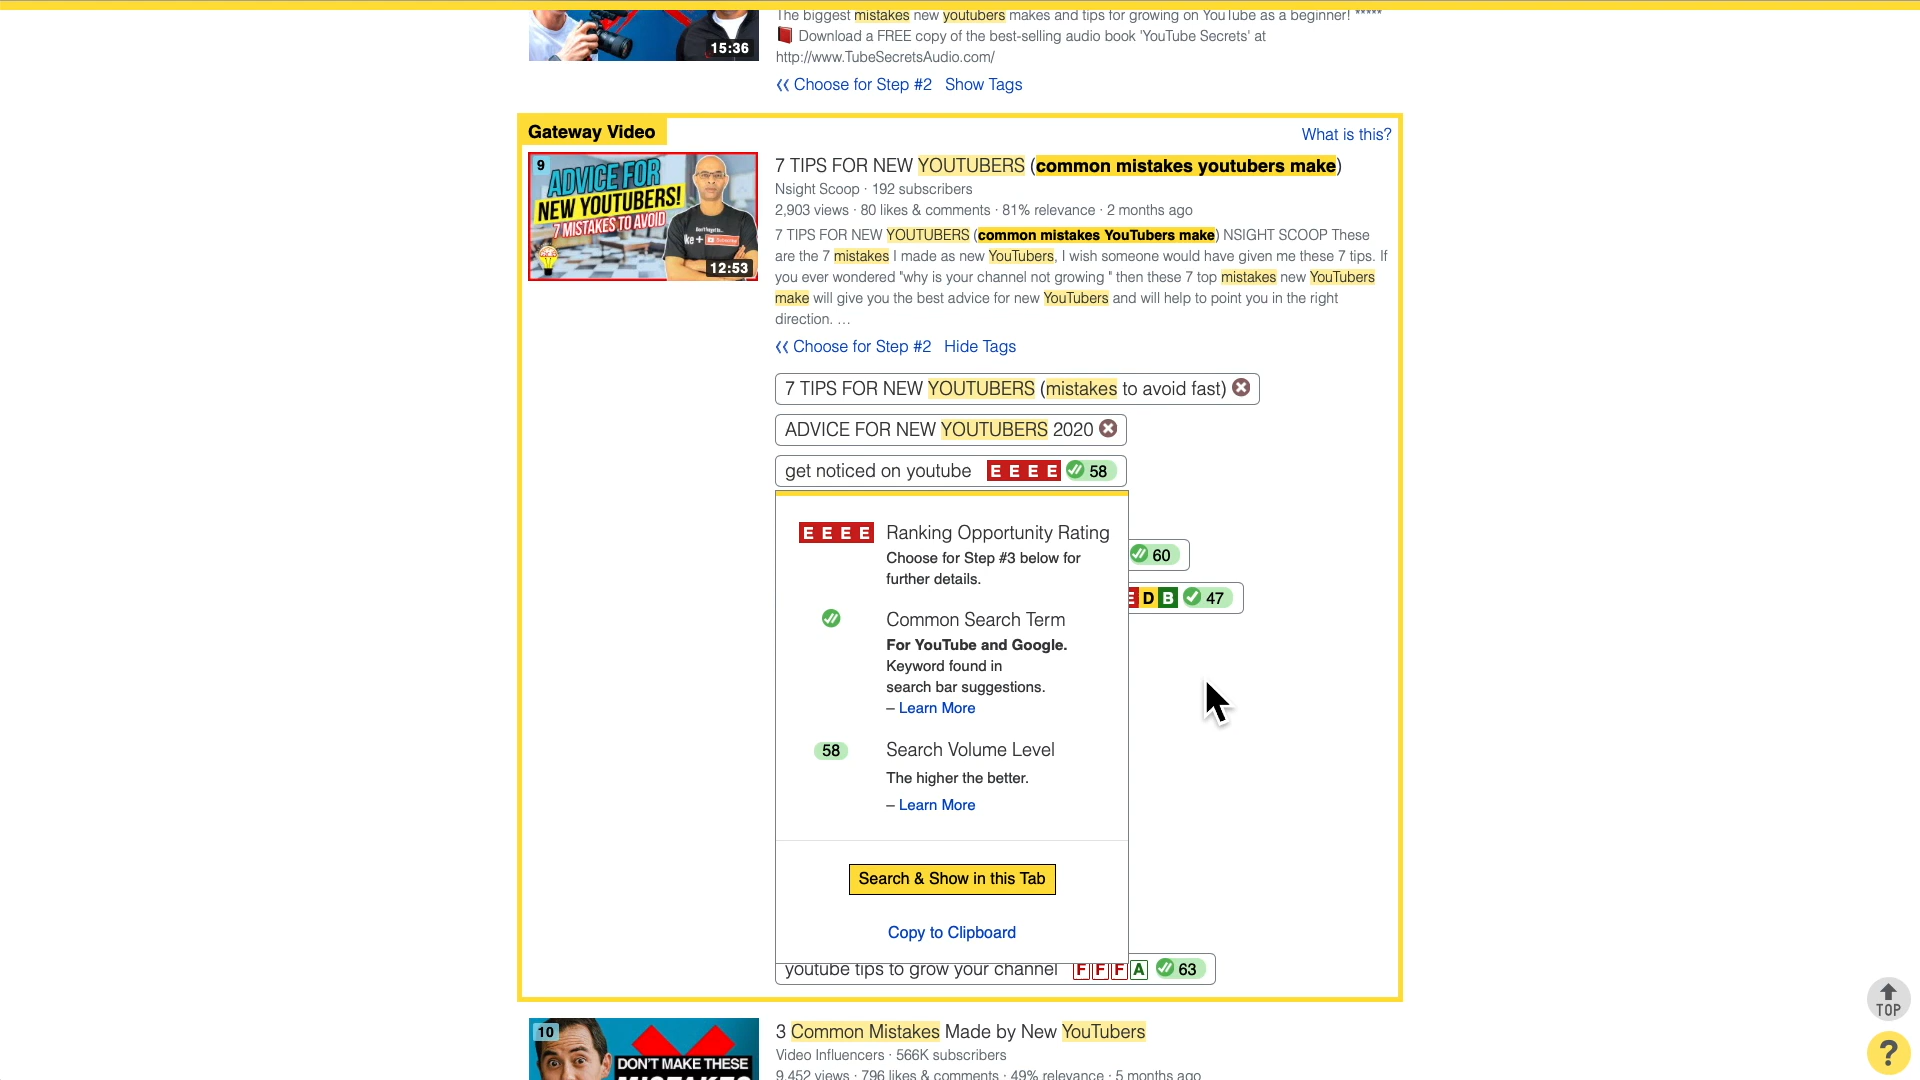 15:36
The biggest mistakes new youtubers makes and tips for growing on YouTube as a beginner! *****
Download a FREE copy of the best-selling audio book 'YouTube Secrets' at
http://www.TubeSecretsAudio.com/
Choose for Step #2 Show Tags
Gateway Video
What is this?
9
ADVICE FOR
NEW YOUTUBERS!
7 MISTAKES TO AVOID
12:53
7 TIPS FOR NEW YOUTUBERS (common mistakes youtubers make)
Nsight Scoop · 192 subscribers
2,903 views · 80 likes & comments · 81% relevance · 2 months ago
7 TIPS FOR NEW YOUTUBERS (common mistakes YouTubers make) NSIGHT SCOOP These
are the 7 mistakes I made as new YouTubers, I wish someone would have given me these 7 tips. If
you ever wondered "why is your channel not growing " then these 7 top mistakes new YouTubers
make will give you the best advice for new YouTubers and will help to point you in the right
direction. …
Choose for Step #2 Hide Tags
7 TIPS FOR NEW YOUTUBERS (mistakes to avoid fast)
ADVICE FOR NEW YOUTUBERS 2020
get noticed on youtube E E E E 58
E E E E Ranking Opportunity Rating
Choose for Step #3 below for
further details.
60
E D B 47
Common Search Term
For YouTube and Google.
Keyword found in
search bar suggestions.
– Learn More
58 Search Volume Level
The higher the better.
– Learn More
Search & Show in this Tab
Copy to Clipboard
youtube tips to grow your channel F F F A 63
TOP
?
10
DON'T MAKE THESE
MISTAKES
3 Common Mistakes Made by New YouTubers
Video Influencers · 566K subscribers
9,452 views · 796 likes & comments · 49% relevance · 5 months ago